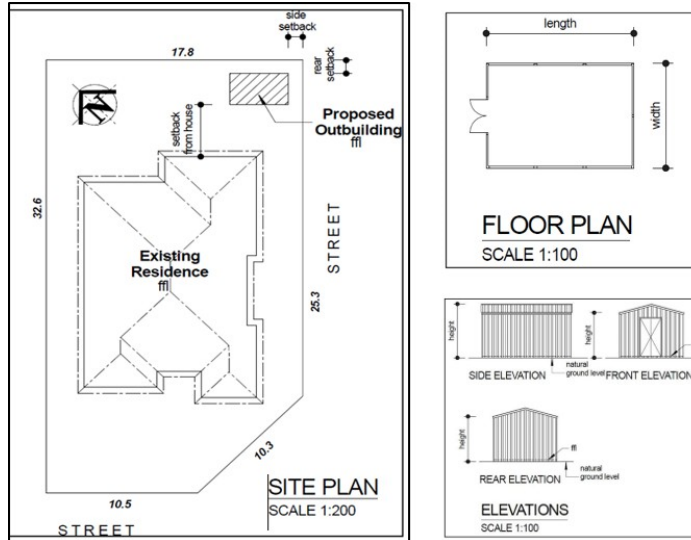 side
setback
17.8
rear
setback
setback
from house
Proposed
Outbuilding
ffl
32.6
Existing
Residence
ffl
STREET
25.3
10.3
10.5
SITE PLAN
SCALE 1:200
STREET
length
width
FLOOR PLAN
SCALE 1:100
height
height
SIDE ELEVATION
natural
ground level
FRONT ELEVATION
height
ffl
REAR ELEVATION
natural
ground level
ELEVATIONS
SCALE 1:100